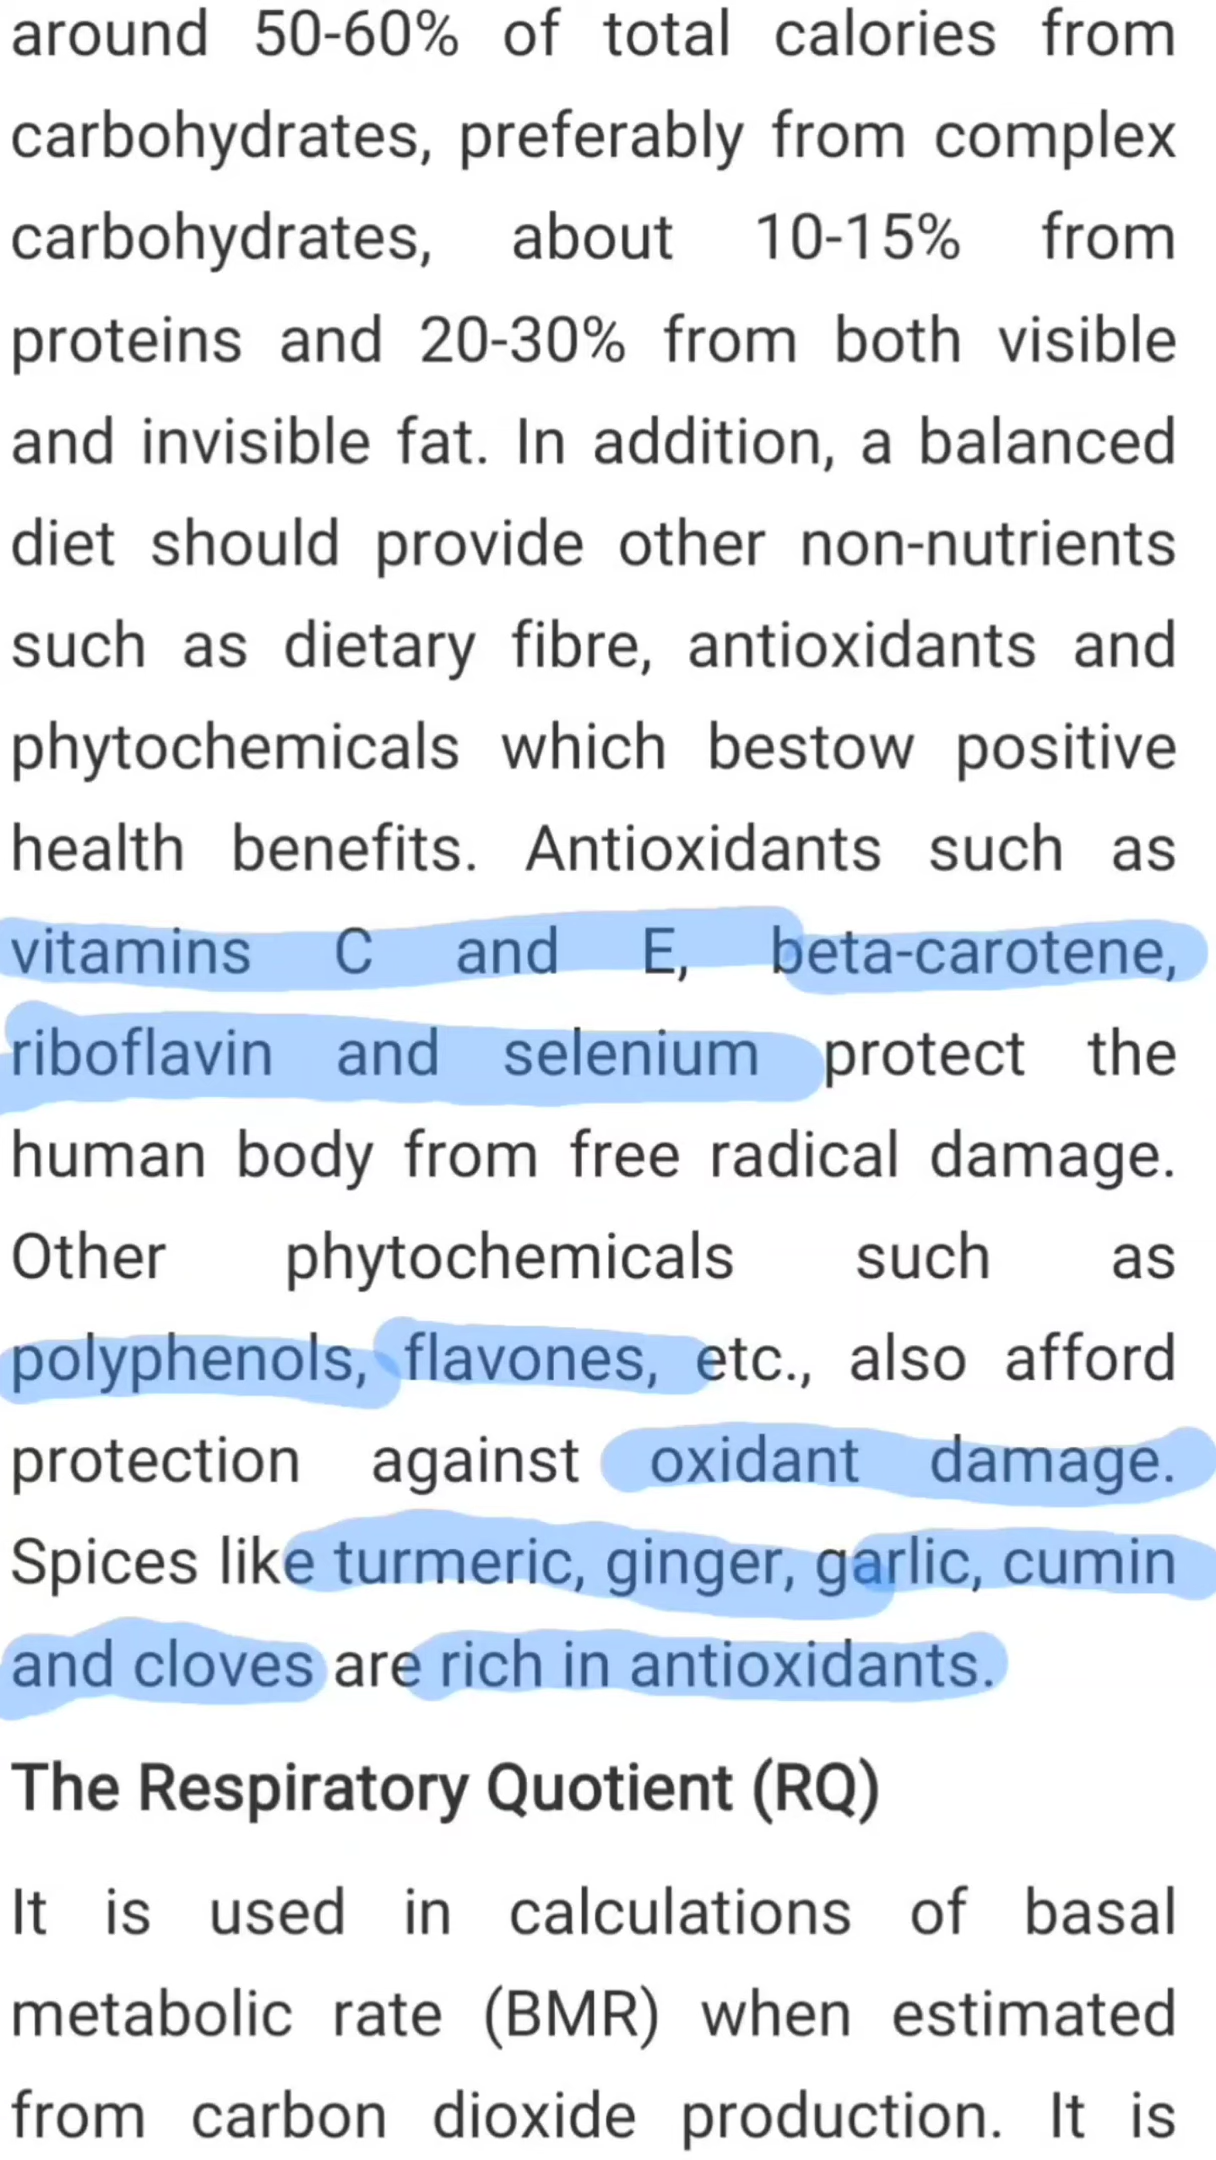 around 50-60% of total calories from
carbohydrates, preferably from complex
carbohydrates, about 10-15% from
proteins and 20-30% from both visible
and invisible fat. In addition, a balanced
diet should provide other non-nutrients
such as dietary fibre, antioxidants and
phytochemicals which bestow positive
health benefits. Antioxidants such as
vitamins C and E, beta-carotene,
riboflavin and selenium protect the
human body from free radical damage.
Other phytochemicals such as
polyphenols, flavones, etc., also afford
protection against oxidant damage.
Spices like turmeric, ginger, garlic, cumin
and cloves are rich in antioxidants.
The Respiratory Quotient (RQ)
It is used in calculations of basal
metabolic rate (BMR) when estimated
from carbon dioxide production. It is